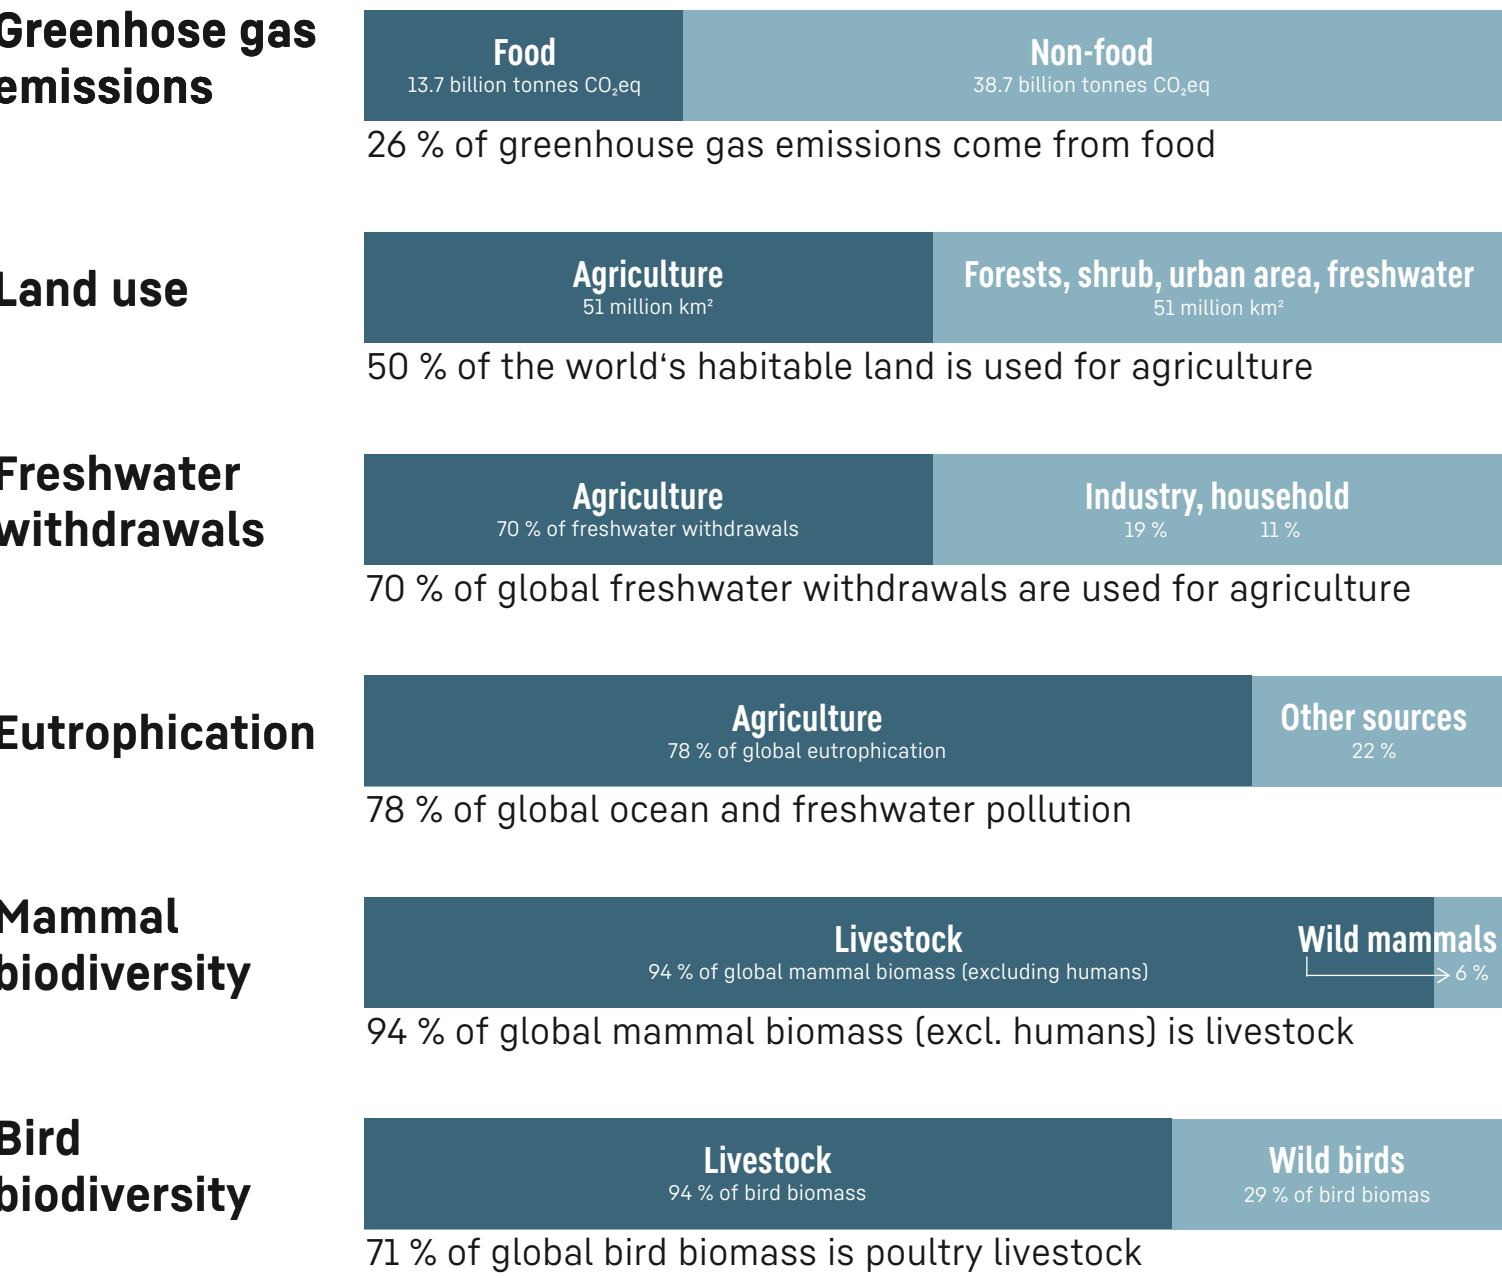 Greenhose gas
emissions
Food
13.7 billion tonnes CO₂eq
Non-food
38.7 billion tonnes CO₂eq
26 % of greenhouse gas emissions come from food
Land use
Agriculture
51 million km²
Forests, shrub, urban area, freshwater
51 million km²
50 % of the world‘s habitable land is used for agriculture
Freshwater
withdrawals
Agriculture
70 % of freshwater withdrawals
Industry, household
19 % 11 %
70 % of global freshwater withdrawals are used for agriculture
Eutrophication
Agriculture
78 % of global eutrophication
Other sources
22 %
78 % of global ocean and freshwater pollution
Mammal
biodiversity
Livestock
94 % of global mammal biomass (excluding humans)
Wild mammals
6 %
94 % of global mammal biomass (excl. humans) is livestock
Bird
biodiversity
Livestock
94 % of bird biomass
Wild birds
29 % of bird biomas
71 % of global bird biomass is poultry livestock